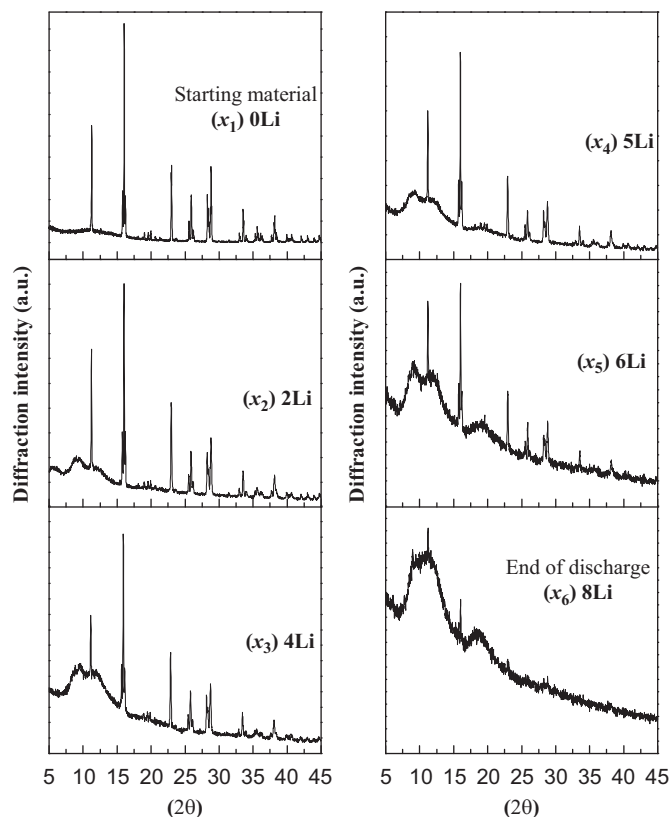 Diffraction intensity (a.u.)
Starting material
(x₁) 0Li
(x₂) 2Li
(x₃) 4Li
5 10 15 20 25 30 35 40 45
(2θ)
Diffraction intensity (a.u.)
(x₄) 5Li
(x₅) 6Li
End of discharge
(x₆) 8Li
5 10 15 20 25 30 35 40 45
(2θ)